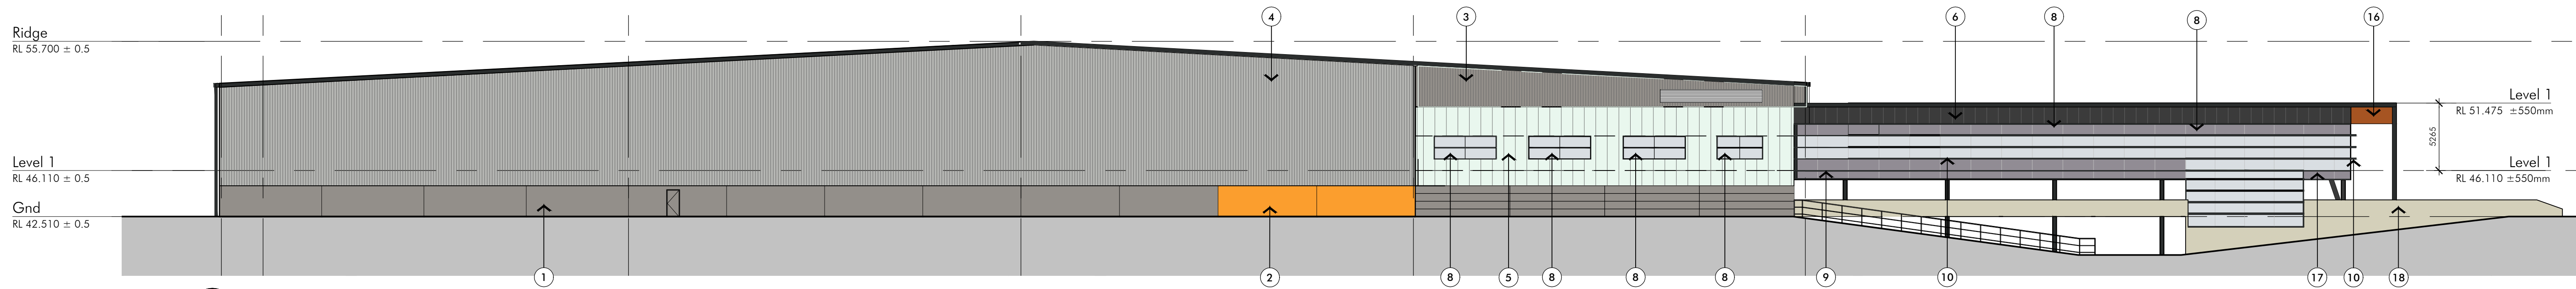 4
3
6
8
8
16
Ridge
RL 55.700 ± 0.5
Level 1
RL 51.475 ±550mm
5265
Level 1
RL 46.110 ± 0.5
Level 1
RL 46.110 ±550mm
Gnd
RL 42.510 ± 0.5
1
2
8
5
8
8
8
9
10
17
10
18